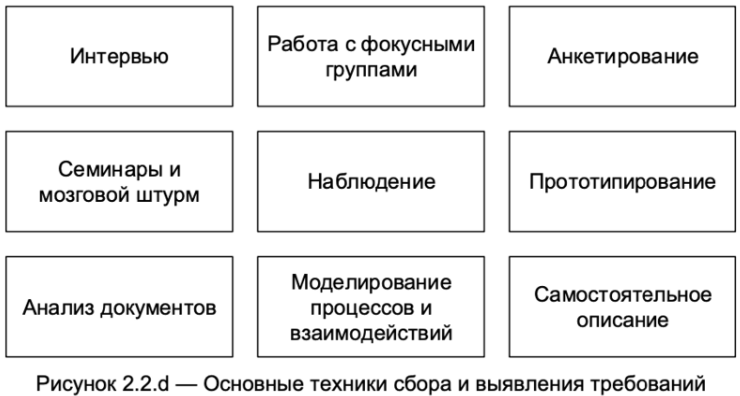 Интервью
Работа с фокусными
группами
Анкетирование
Семинары и
мозговой штурм
Наблюдение
Прототипирование
Анализ документов
Моделирование
процессов и
взаимодействий
Самостоятельное
описание
Рисунок 2.2.d — Основные техники сбора и выявления требований